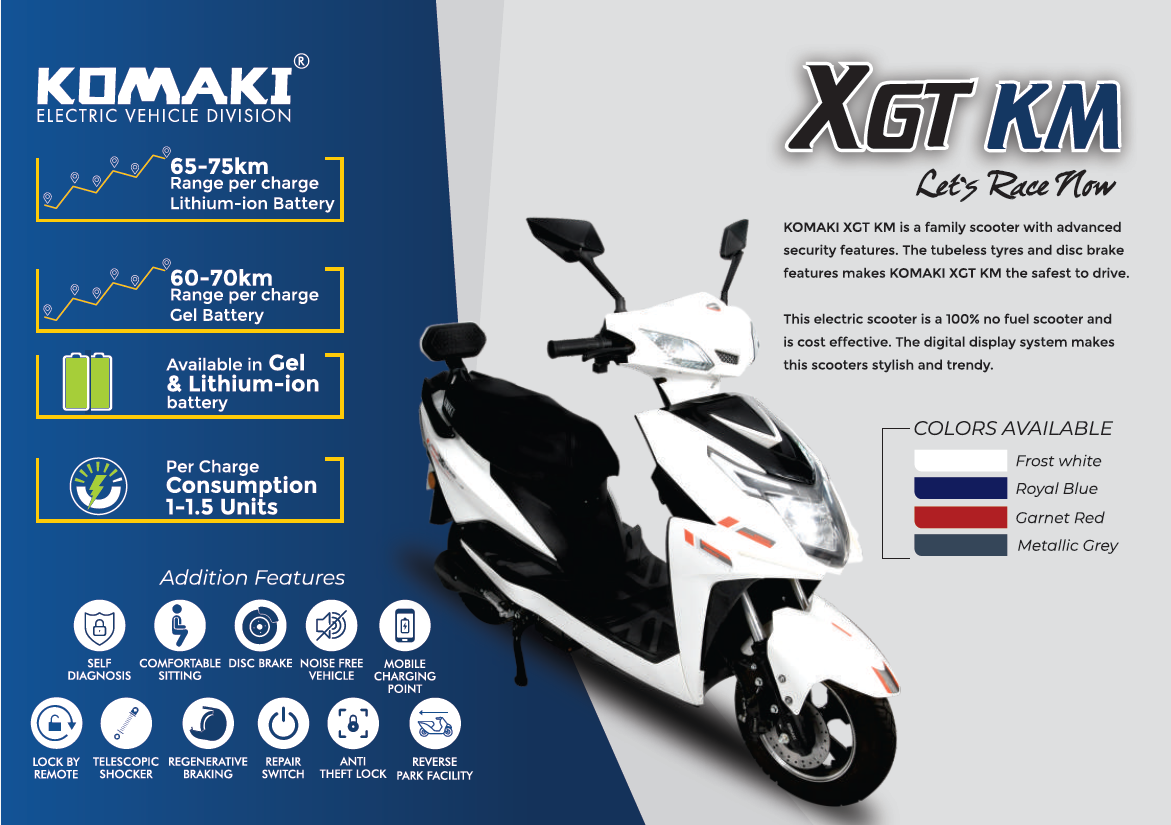 KOMAKI®
ELECTRIC VEHICLE DIVISION
65-75km
Range per charge
Lithium-ion Battery
60-70km
Range per charge
Gel Battery
Available in Gel
& Lithium-ion
battery
Per Charge
Consumption
1-1.5 Units
Addition Features
SELF
DIAGNOSIS
COMFORTABLE
SITTING
DISC BRAKE
NOISE FREE
VEHICLE
MOBILE
CHARGING
POINT
LOCK BY
REMOTE
TELESCOPIC
SHOCKER
REGENERATIVE
BRAKING
REPAIR
SWITCH
ANTI
THEFT LOCK
REVERSE
PARK FACILITY
XGT KM
Let's Race Now
KOMAKI XGT KM is a family scooter with advanced
security features. The tubeless tyres and disc brake
features makes KOMAKI XGT KM the safest to drive.
This electric scooter is a 100% no fuel scooter and
is cost effective. The digital display system makes
this scooters stylish and trendy.
COLORS AVAILABLE
Frost white
Royal Blue
Garnet Red
Metallic Grey
KOMAKI